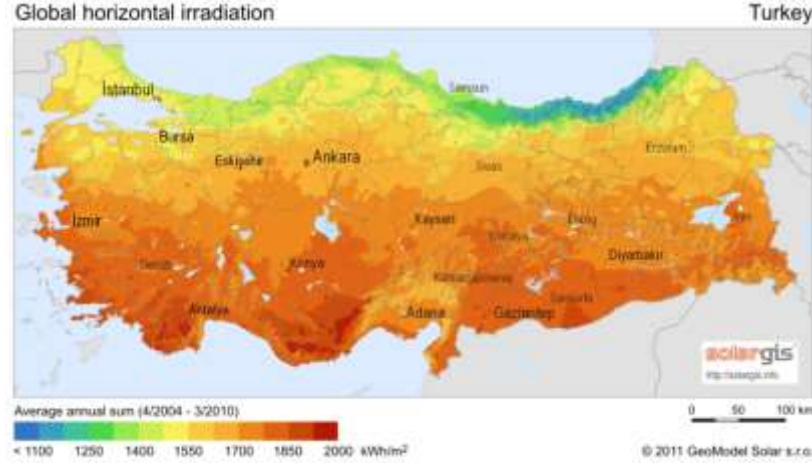 Global horizontal irradiation
Turkey
İstanbul
Samsun
Bursa
Eskişehir
Ankara
Sivas
Erzurum
İzmir
Kayseri
Elazığ
Van
Malatya
Denizli
Konya
Diyarbakır
Kahramanmaraş
Antalya
Adana
Gaziantep
Şanlıurfa
solargis
http://solargis.info
Average annual sum (4/2004 - 3/2010)
0 50 100 km
< 1100 1250 1400 1550 1700 1850 2000 kWh/m²
© 2011 GeoModel Solar s.r.o.